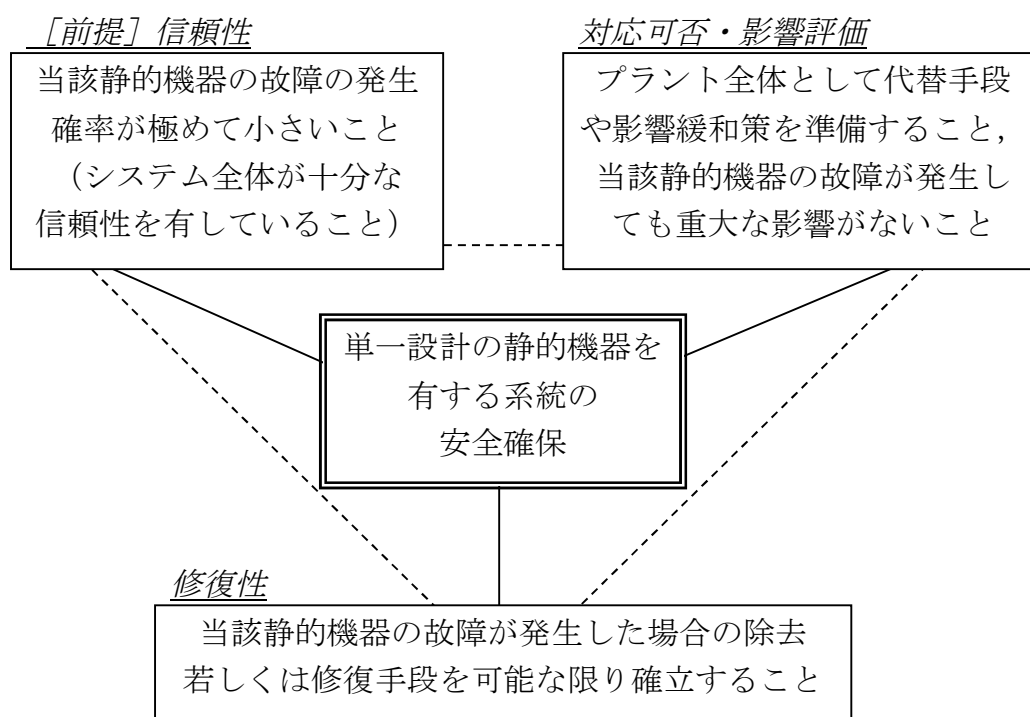 ［前提］信頼性
当該静的機器の故障の発生
確率が極めて小さいこと
（システム全体が十分な
信頼性を有していること）
対応可否・影響評価
プラント全体として代替手段
や影響緩和策を準備すること，
当該静的機器の故障が発生し
ても重大な影響がないこと
単一設計の静的機器を
有する系統の
安全確保
修復性
当該静的機器の故障が発生した場合の除去
若しくは修復手段を可能な限り確立すること